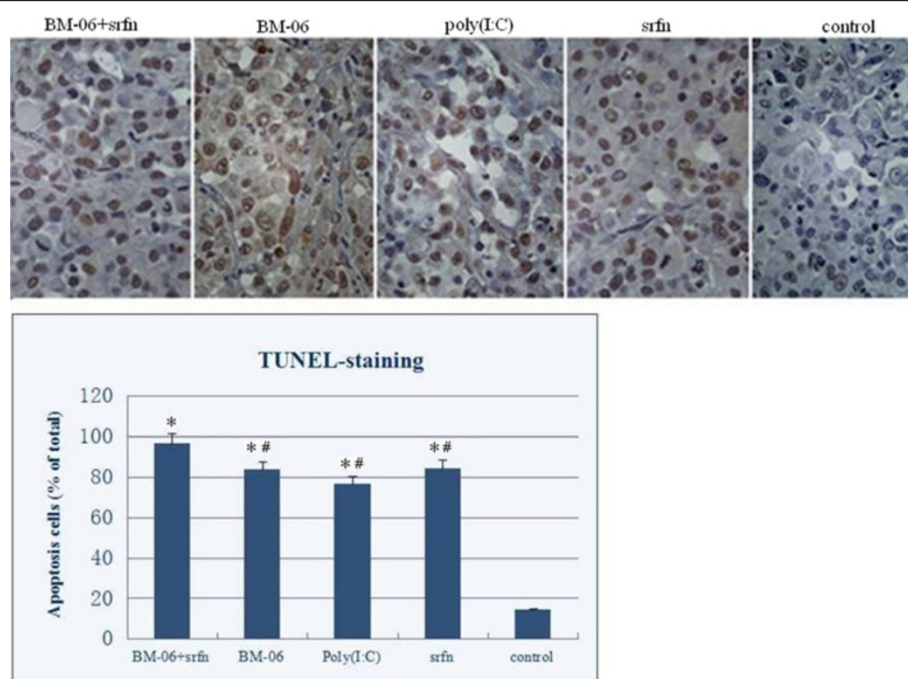 BM-06+srfn BM-06 poly(I:C) srfn control
TUNEL-staining
Apoptosis cells (% of total)
120
100
80
60
40
20
0
*
*#
*#
*#
BM-06+srfn BM-06 Poly(I:C) srfn control